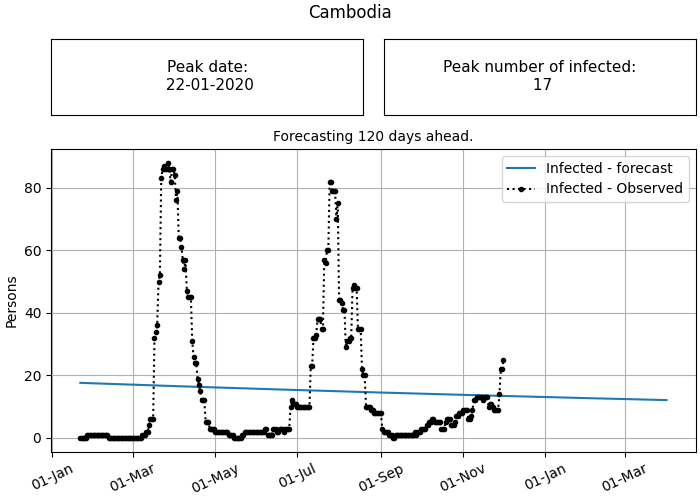 Cambodia
Peak date:
22-01-2020
Peak number of infected:
17
Forecasting 120 days ahead.
Infected - forecast
Infected - Observed
Persons
80
60
40
20
0
01-Jan
01-Mar
01-May
01-Jul
01-Sep
01-Nov
01-Jan
01-Mar